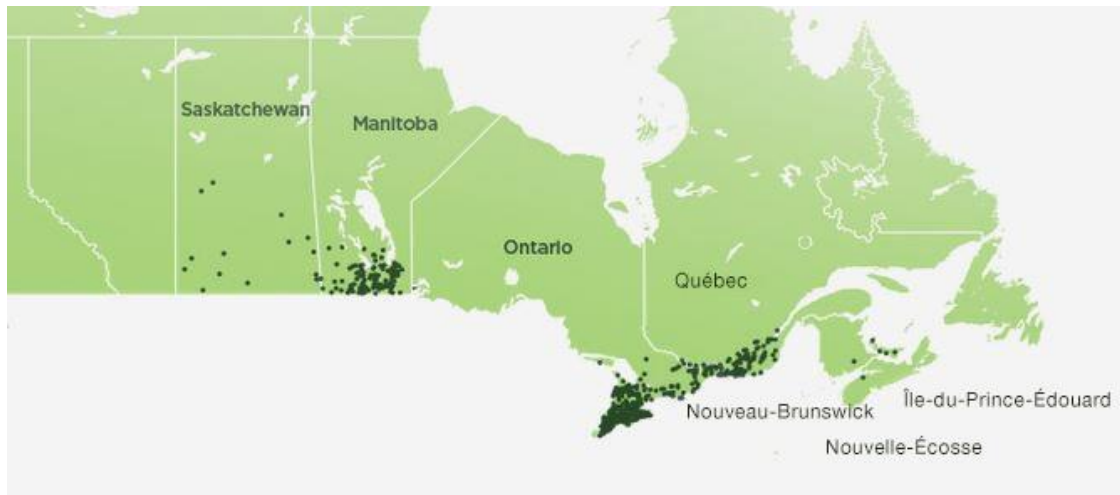 Saskatchewan
Manitoba
Ontario
Québec
Nouveau-Brunswick
Île-du-Prince-Édouard
Nouvelle-Écosse